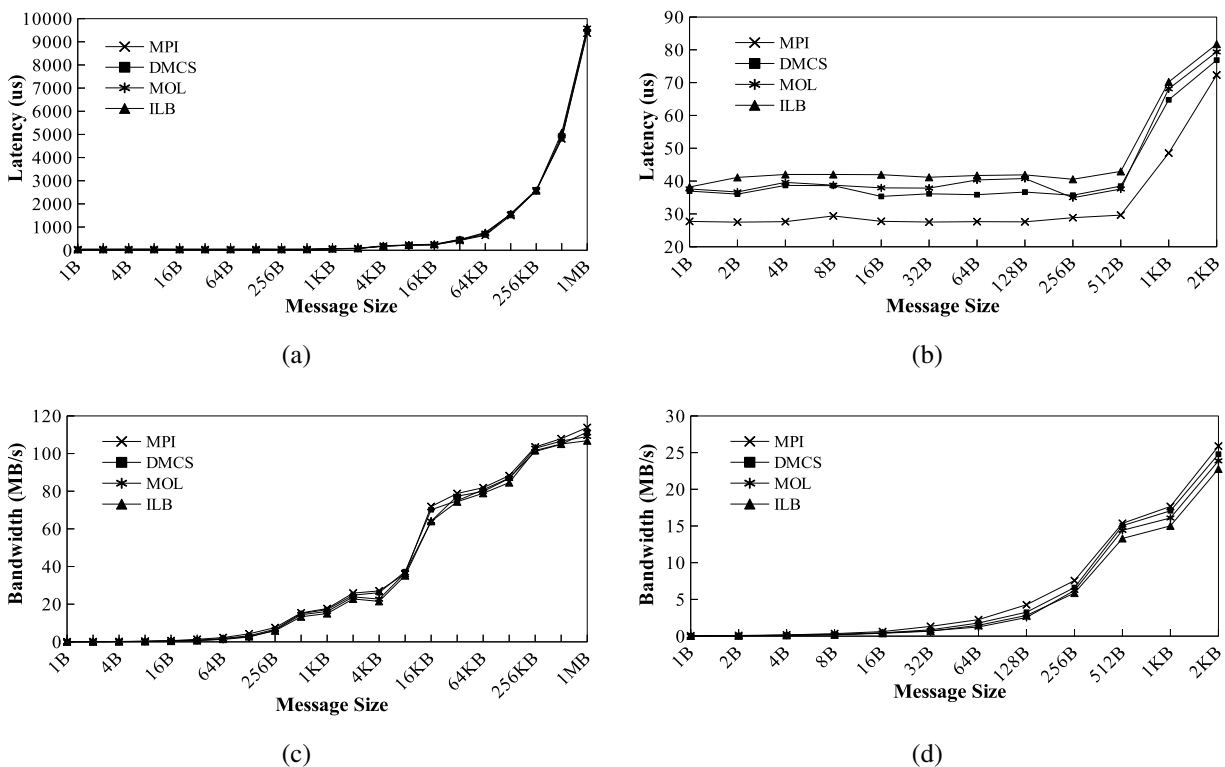 10000
9000
8000
7000
6000
5000
4000
3000
2000
1000
0
Latency (us)
MPI
DMCS
MOL
ILB
1B
4B
16B
64B
256B
1KB
4KB
16KB
64KB
256KB
1MB
Message Size
(a)
90
80
70
60
50
40
30
20
Latency (us)
MPI
DMCS
MOL
ILB
1B
2B
4B
8B
16B
32B
64B
128B
256B
512B
1KB
2KB
Message Size
(b)
120
100
80
60
40
20
0
Bandwidth (MB/s)
MPI
DMCS
MOL
ILB
1B
4B
16B
64B
256B
1KB
4KB
16KB
64KB
256KB
1MB
Message Size
(c)
30
25
20
15
10
5
0
Bandwidth (MB/s)
MPI
DMCS
MOL
ILB
1B
2B
4B
8B
16B
32B
64B
128B
256B
512B
1KB
2KB
Message Size
(d)